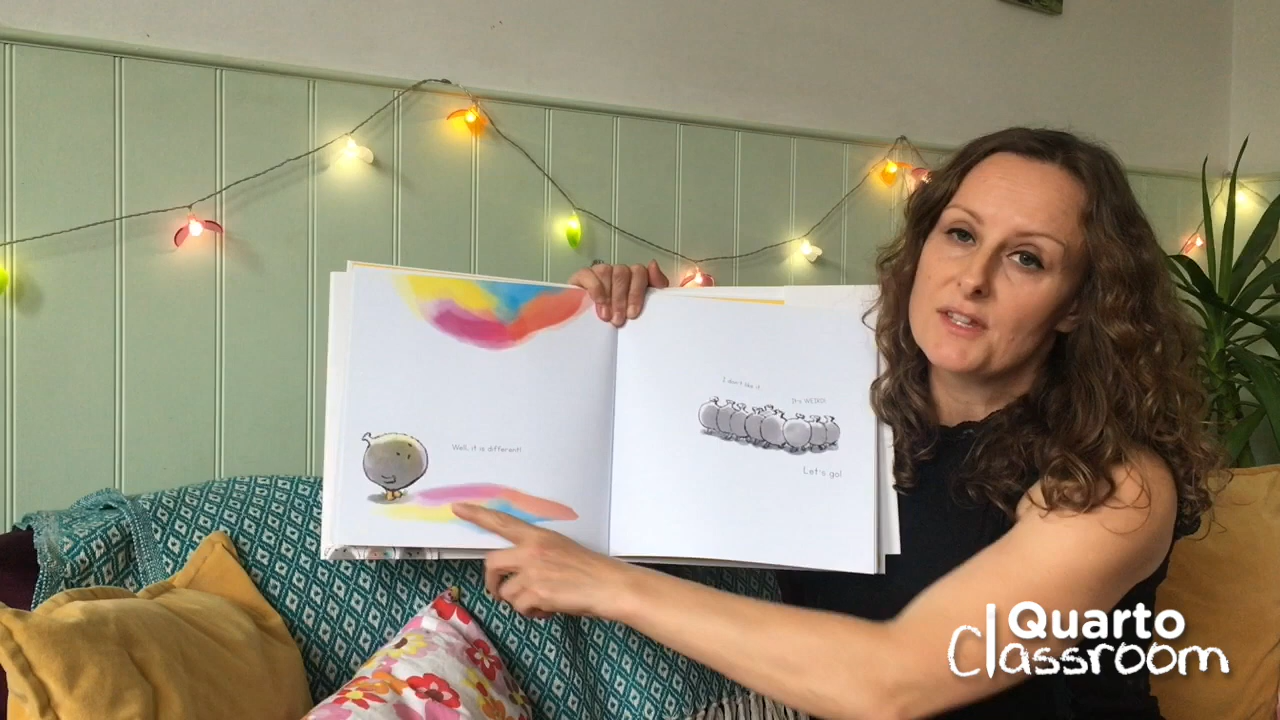 Well, it is different!
I don't like it.
It's WEIRD!
Let's go!
Quarto
Classroom